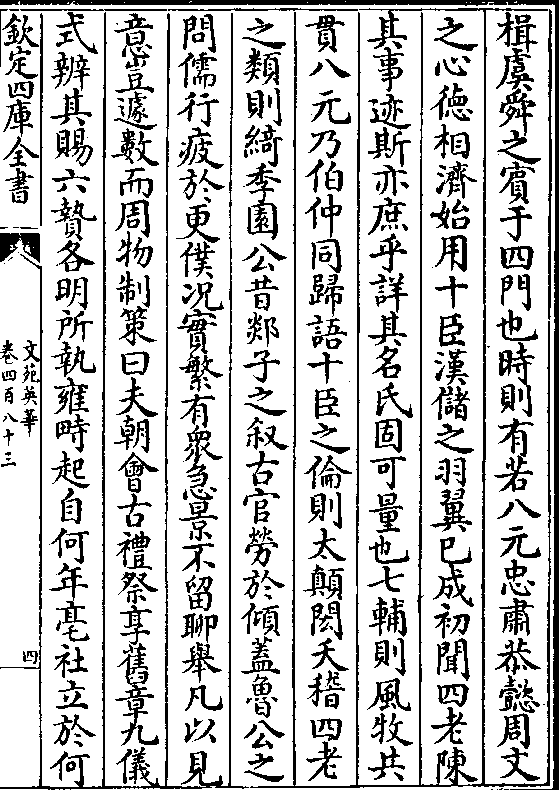 楫虞舜之賓于四門也時則有若八元忠肅恭懿周文
之心徳相濟始用十臣漢儲之羽翼已成初聞四老陳
其事迹斯亦庶乎詳其名氏固可量也七輔則風牧共
貫八元乃伯仲同歸語十臣之倫則太顛閎夭稽四老
之類則綺季園公昔郯子之叙古官勞於傾蓋魯公之
問儒行疲於更僕况實繁有衆急景不留聊舉凡以見
意豈遽數而周物制策曰夫朝會古禮祭享舊章九儀
式辨其賜六贄各明所執雍畤起自何年亳社立於何
欽定四庫全書
文苑英華
卷四百八十三
四